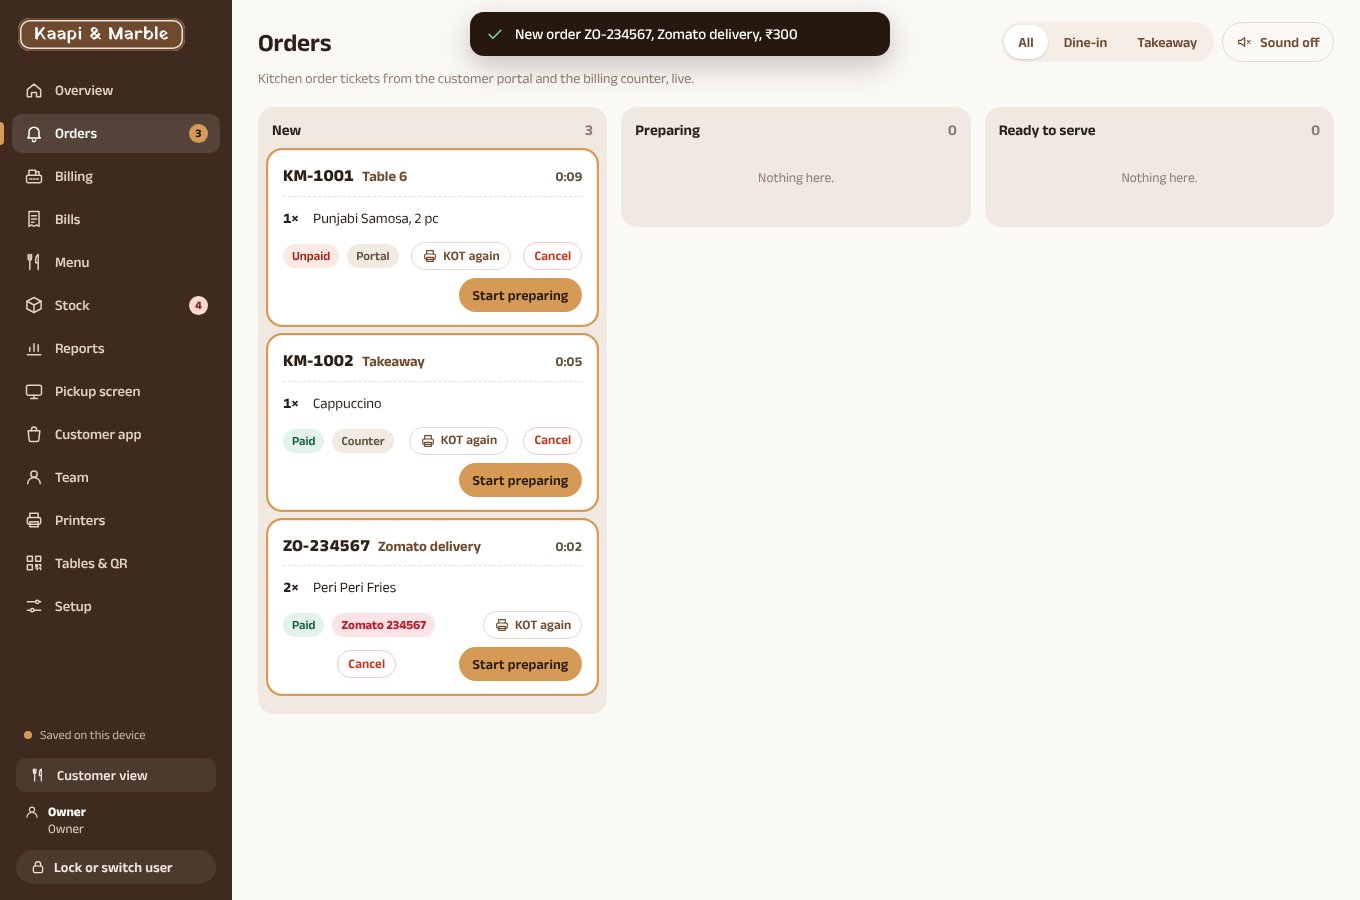 Kaapi & Marble
Overview
Orders 3
Billing
Bills
Menu
Stock 4
Reports
Pickup screen
Customer app
Team
Printers
Tables & QR
Setup
Saved on this device
Customer view
Owner
Owner
Lock or switch user
Orders
New order ZO-234567, Zomato delivery, ₹300
All Dine-in Takeaway Sound off
Kitchen order tickets from the customer portal and the billing counter, live.
New 3
KM-1001 Table 6 0:09
1× Punjabi Samosa, 2 pc
Unpaid Portal KOT again Cancel
Start preparing
KM-1002 Takeaway 0:05
1× Cappuccino
Paid Counter KOT again Cancel
Start preparing
ZO-234567 Zomato delivery 0:02
2× Peri Peri Fries
Paid Zomato 234567 KOT again
Cancel Start preparing
Preparing 0
Nothing here.
Ready to serve 0
Nothing here.